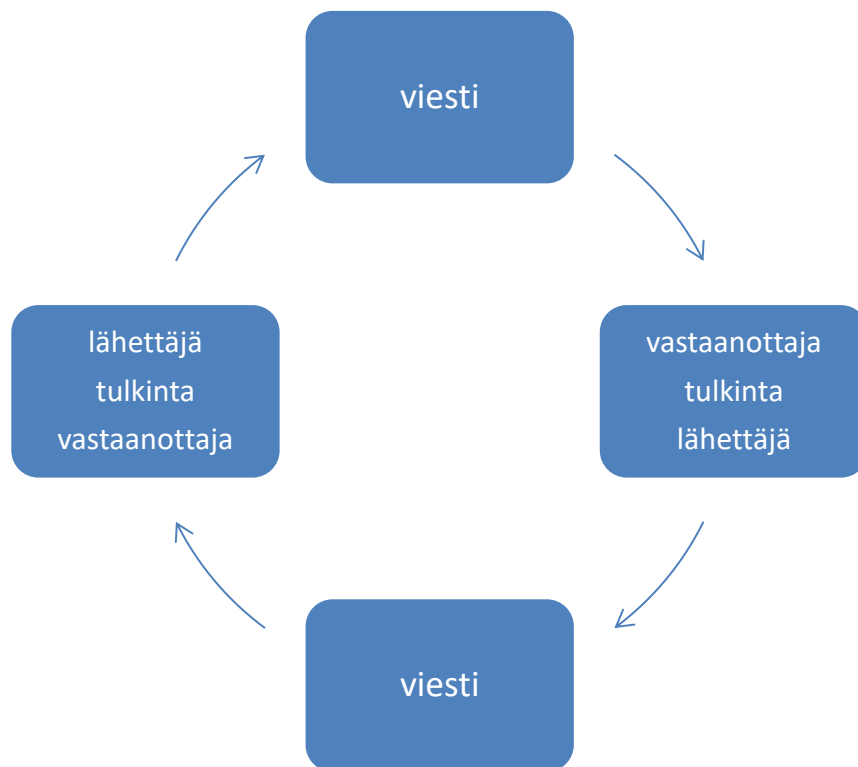 viesti
lähettäjä
tulkinta
vastaanottaja
vastaanottaja
tulkinta
lähettäjä
viesti